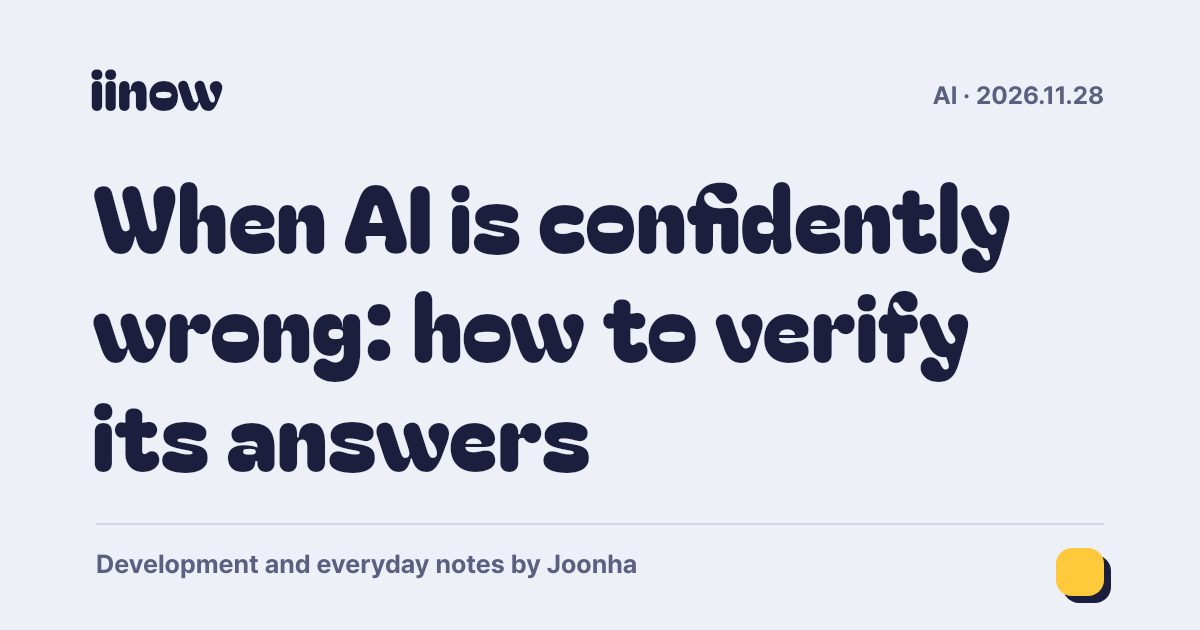 iinow
AI · 2026.11.28
When AI is confidently
wrong: how to verify
its answers
Development and everyday notes by Joonha